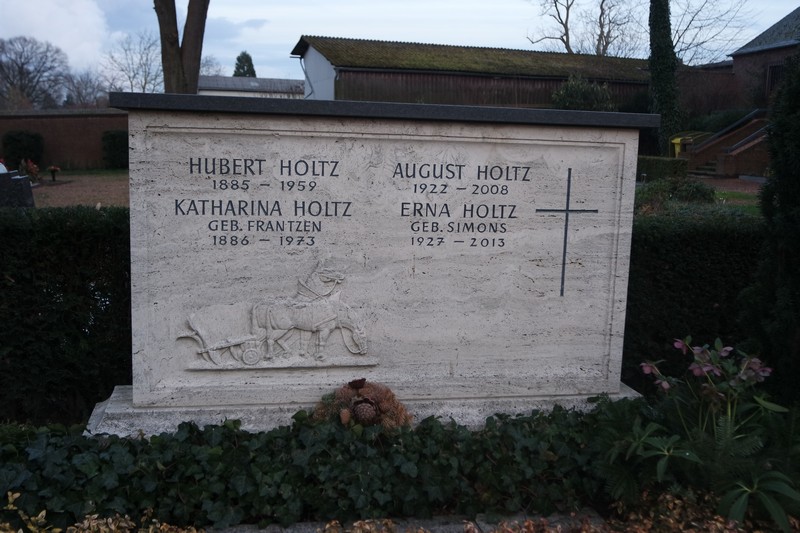 HUBERT HOLTZ
1885 – 1959
KATHARINA HOLTZ
GEB. FRANTZEN
1886 – 1973
AUGUST HOLTZ
1922 – 2008
ERNA HOLTZ
GEB. SIMONS
1927 – 2013